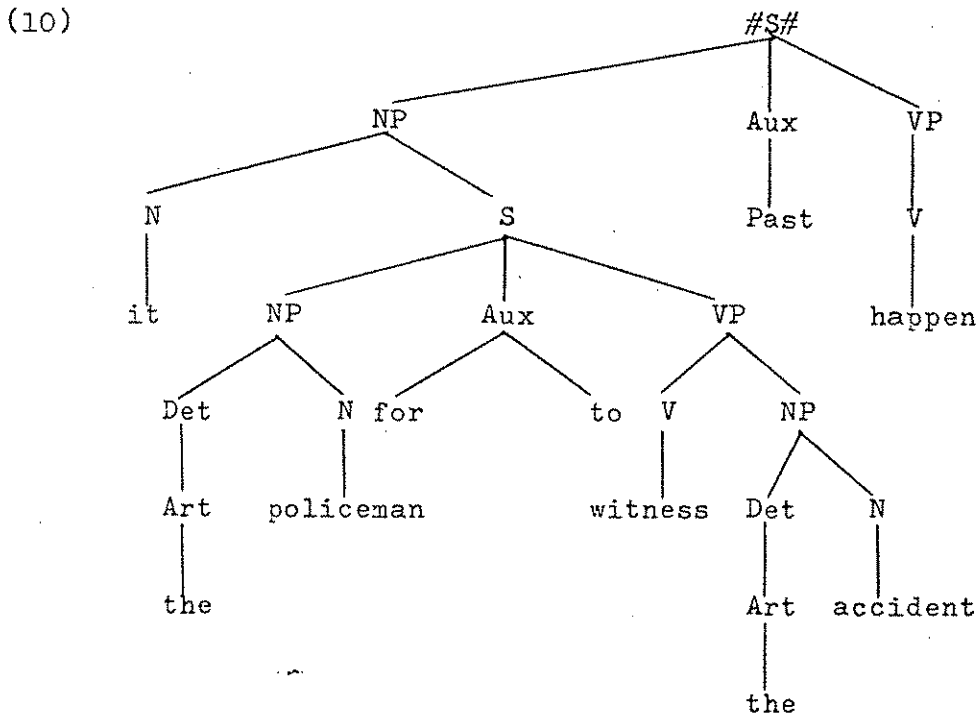 (10) #S#
NP Aux VP
N S Past V
it NP Aux VP happen
Det N for to V NP
Art policeman witness Det N
the Art accident
the